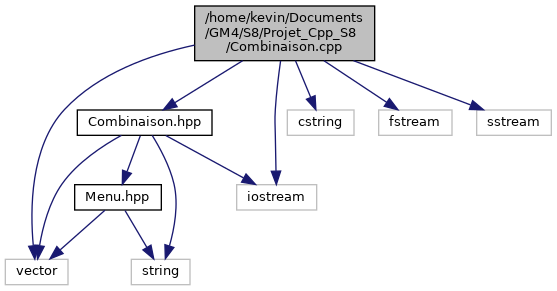 /home/kevin/Documents
/GM4/S8/Projet_Cpp_S8
/Combinaison.cpp
Combinaison.hpp
cstring
fstream
sstream
Menu.hpp
iostream
vector
string